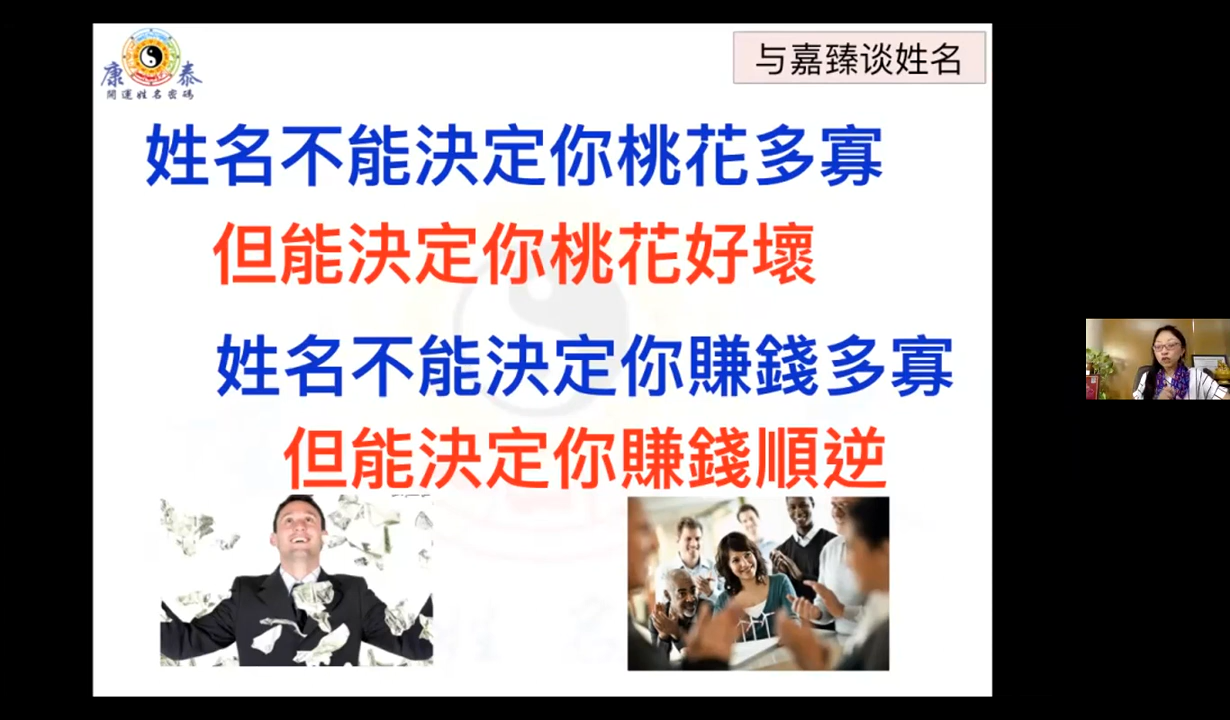 康 泰
開運姓名密碼
与嘉臻谈姓名
姓名不能決定你桃花多寡
但能決定你桃花好壞
姓名不能決定你賺錢多寡
但能決定你賺錢順逆